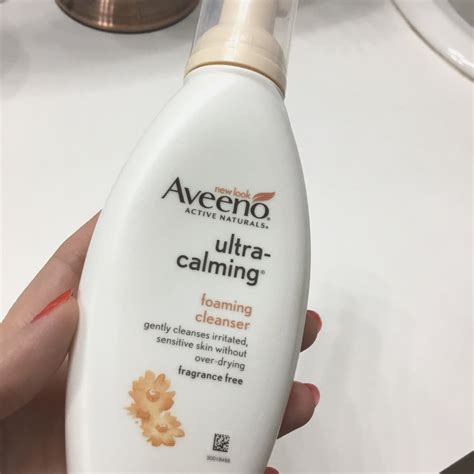 new look
Aveeno®
ACTIVE NATURALS®
ultra-
calming®
foaming
cleanser
gently cleanses irritated,
sensitive skin without
over-drying
fragrance free